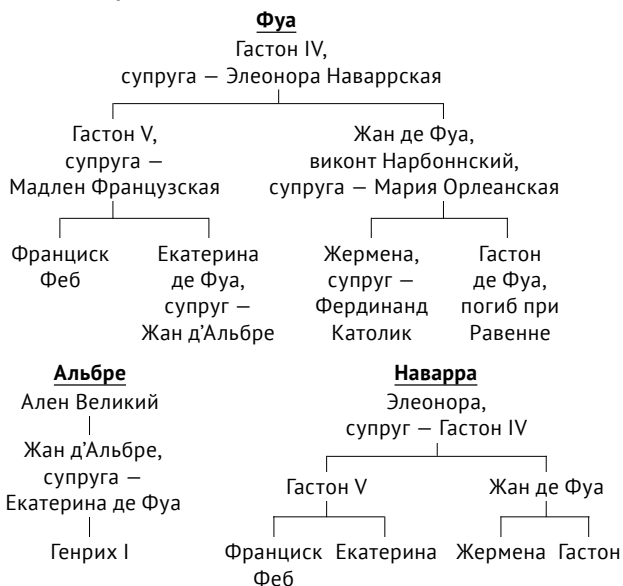 Фуа
Гастон IV,
супруга — Элеонора Наваррская
Гастон V,
супруга —
Мадлен Французская
Жан де Фуа,
виконт Нарбоннский,
супруга — Мария Орлеанская
Франциск
Феб
Екатерина
де Фуа,
супруг —
Жан д’Альбре
Жермена,
супруг —
Фердинанд
Католик
Гастон
де Фуа,
погиб при
Равенне
Альбре
Ален Великий
Жан д’Альбре,
супруга —
Екатерина де Фуа
Генрих I
Наварра
Элеонора,
супруг — Гастон IV
Гастон V
Жан де Фуа
Франциск
Феб
Екатерина
Жермена
Гастон